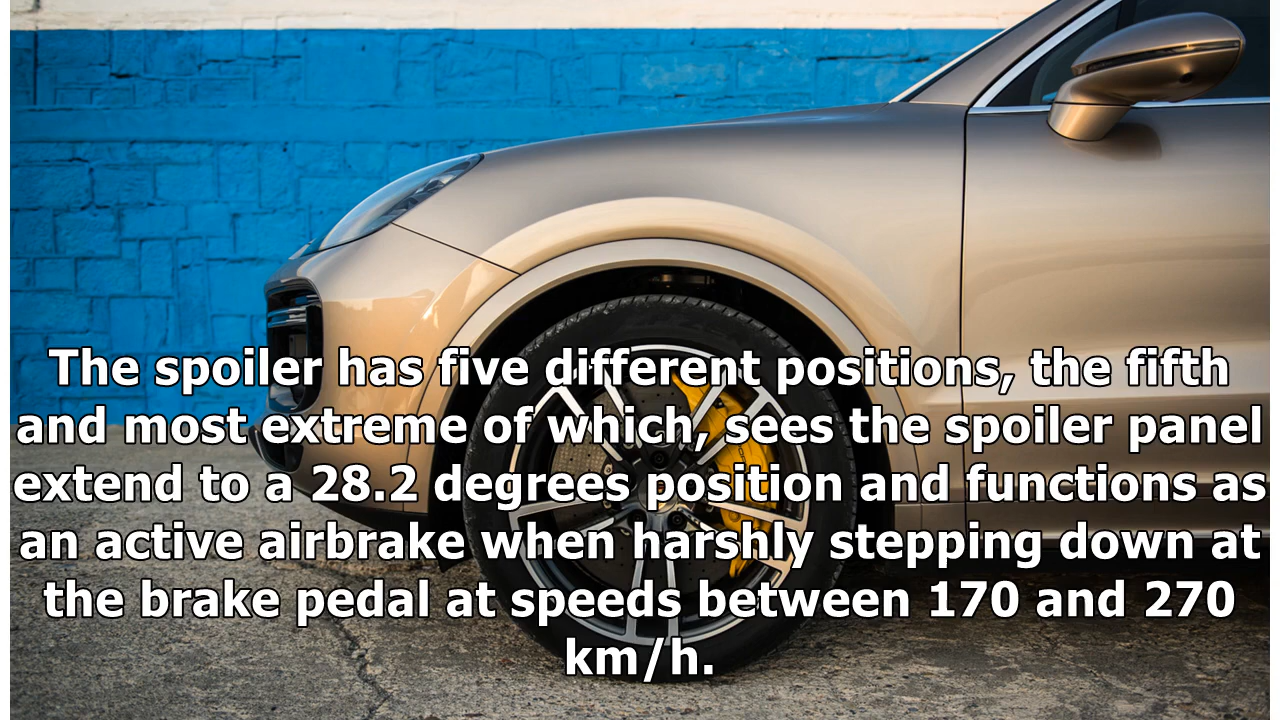 The spoiler has five different positions, the fifth
and most extreme of which, sees the spoiler panel
extend to a 28.2 degrees position and functions as
an active airbrake when harshly stepping down at
the brake pedal at speeds between 170 and 270
km/h.